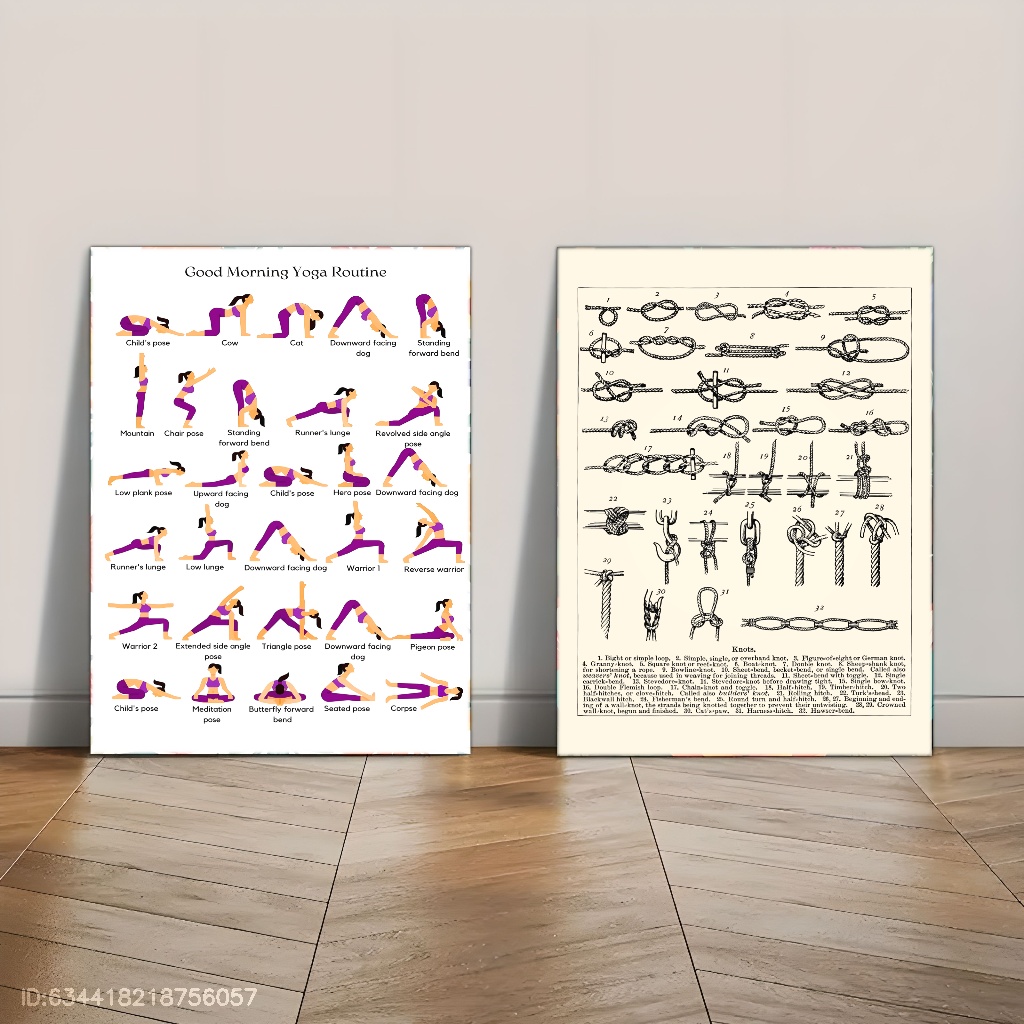 Good Morning Yoga Routine
Child's pose
Cow
Cat
Downward facing
dog
Standing
forward bend
Mountain
Chair pose
Standing
forward bend
Runner's lunge
Revolved side angle
pose
Low plank pose
Upward facing
dog
Child's pose
Hero pose
Downward facing dog
Runner's lunge
Low lunge
Downward facing dog
Warrior 1
Reverse warrior
Warrior 2
Extended side angle
pose
Triangle pose
Downward facing
dog
Pigeon pose
Child's pose
Meditation
pose
Butterfly forward
bend
Seated pose
Corpse
1 2 3 4 5
6 7 8 9
10 11 12
13 14 15 16
17 18 19 20 21
22 23 24 25 26 27 28
29 30 31 32
Knots.
1. Bight or simple loop. 2. Simple, single, or overhand knot. 3. Figure-of-eight or German knot.
4. Granny-knot. 5. Square knot or reef-knot. 6. Boat-knot. 7. Double knot. 8. Sheep-shank knot,
for shortening a rope. 9. Bowline-knot. 10. Sheet-bend, becket-bend, or single bend. Called also
weavers' knot, because used in weaving for joining threads. 11. Sheet-bend with toggle. 12. Single
carrick-bend. 13. Stevedore-knot. 14. Stevedore-knot before drawing tight. 15. Single bow-knot.
16. Double Flemish loop. 17. Chain-knot and toggle. 18. Half-hitch. 19. Timber-hitch. 20. Two
half-hitches, or clove-hitch. Called also builders' knot. 21. Rolling hitch. 22. Turk's-head. 23.
Blackwall hitch. 24. Fisherman's bend. 25. Round turn and half-hitch. 26, 27. Beginning and end-
ing of a wall-knot, the strands being knotted together to prevent their untwisting. 28, 29. Crowned
wall-knot, begun and finished. 30. Cat's-paw. 31. Harness-hitch. 32. Hawser-bend.
ID:634418218756057